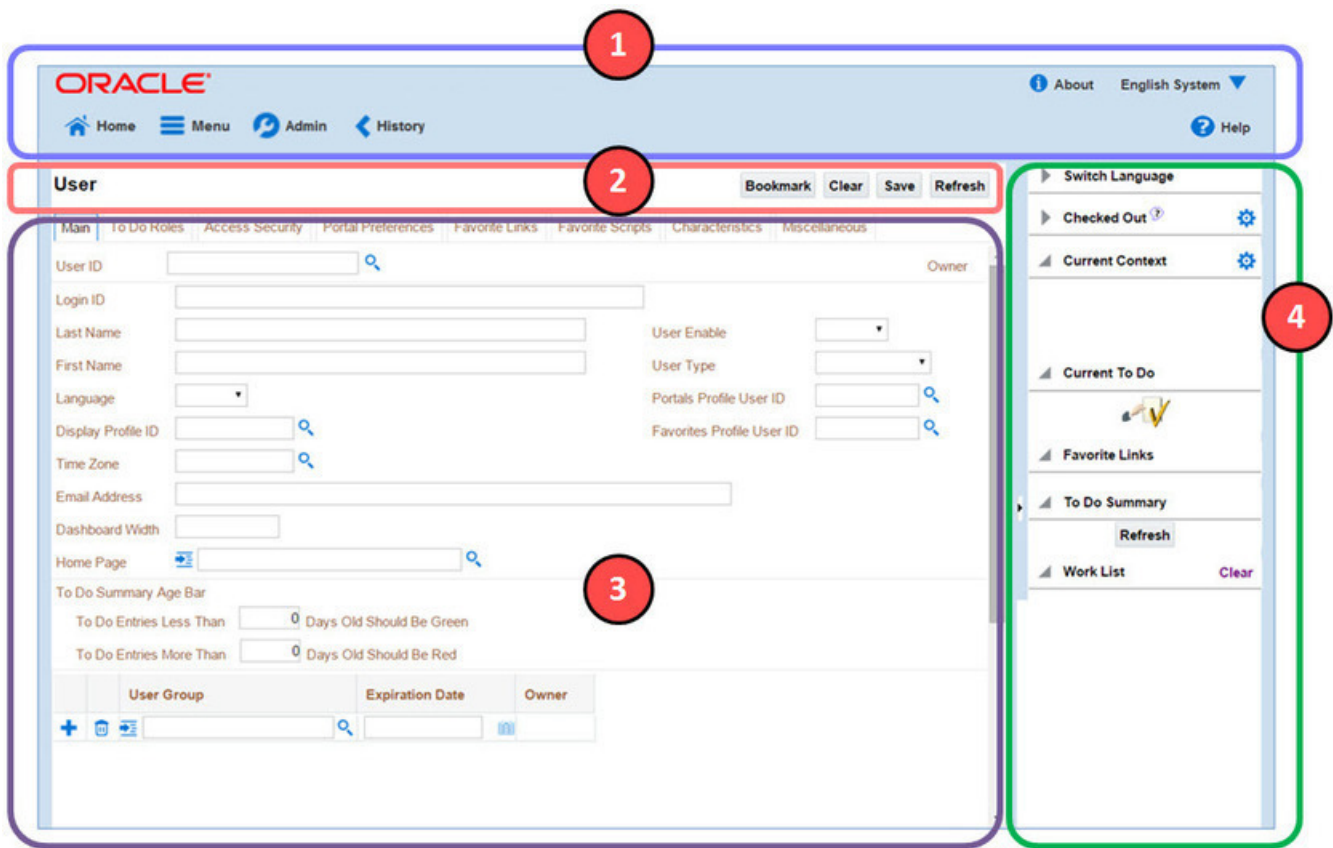 1
ORACLE
About English System
Home Menu Admin History
Help
2
User
Bookmark Clear Save Refresh
Main To Do Roles Access Security Portal Preferences Favorite Links Favorite Scripts Characteristics Miscellaneous
User ID
Owner
Login ID
Last Name
User Enable
First Name
User Type
Language
Portals Profile User ID
Display Profile ID
Favorites Profile User ID
Time Zone
Email Address
Dashboard Width
Home Page
3
To Do Summary Age Bar
To Do Entries Less Than 0 Days Old Should Be Green
To Do Entries More Than 0 Days Old Should Be Red
User Group Expiration Date Owner
Switch Language
Checked Out ?
Current Context
4
Current To Do
Favorite Links
To Do Summary
Refresh
Work List Clear